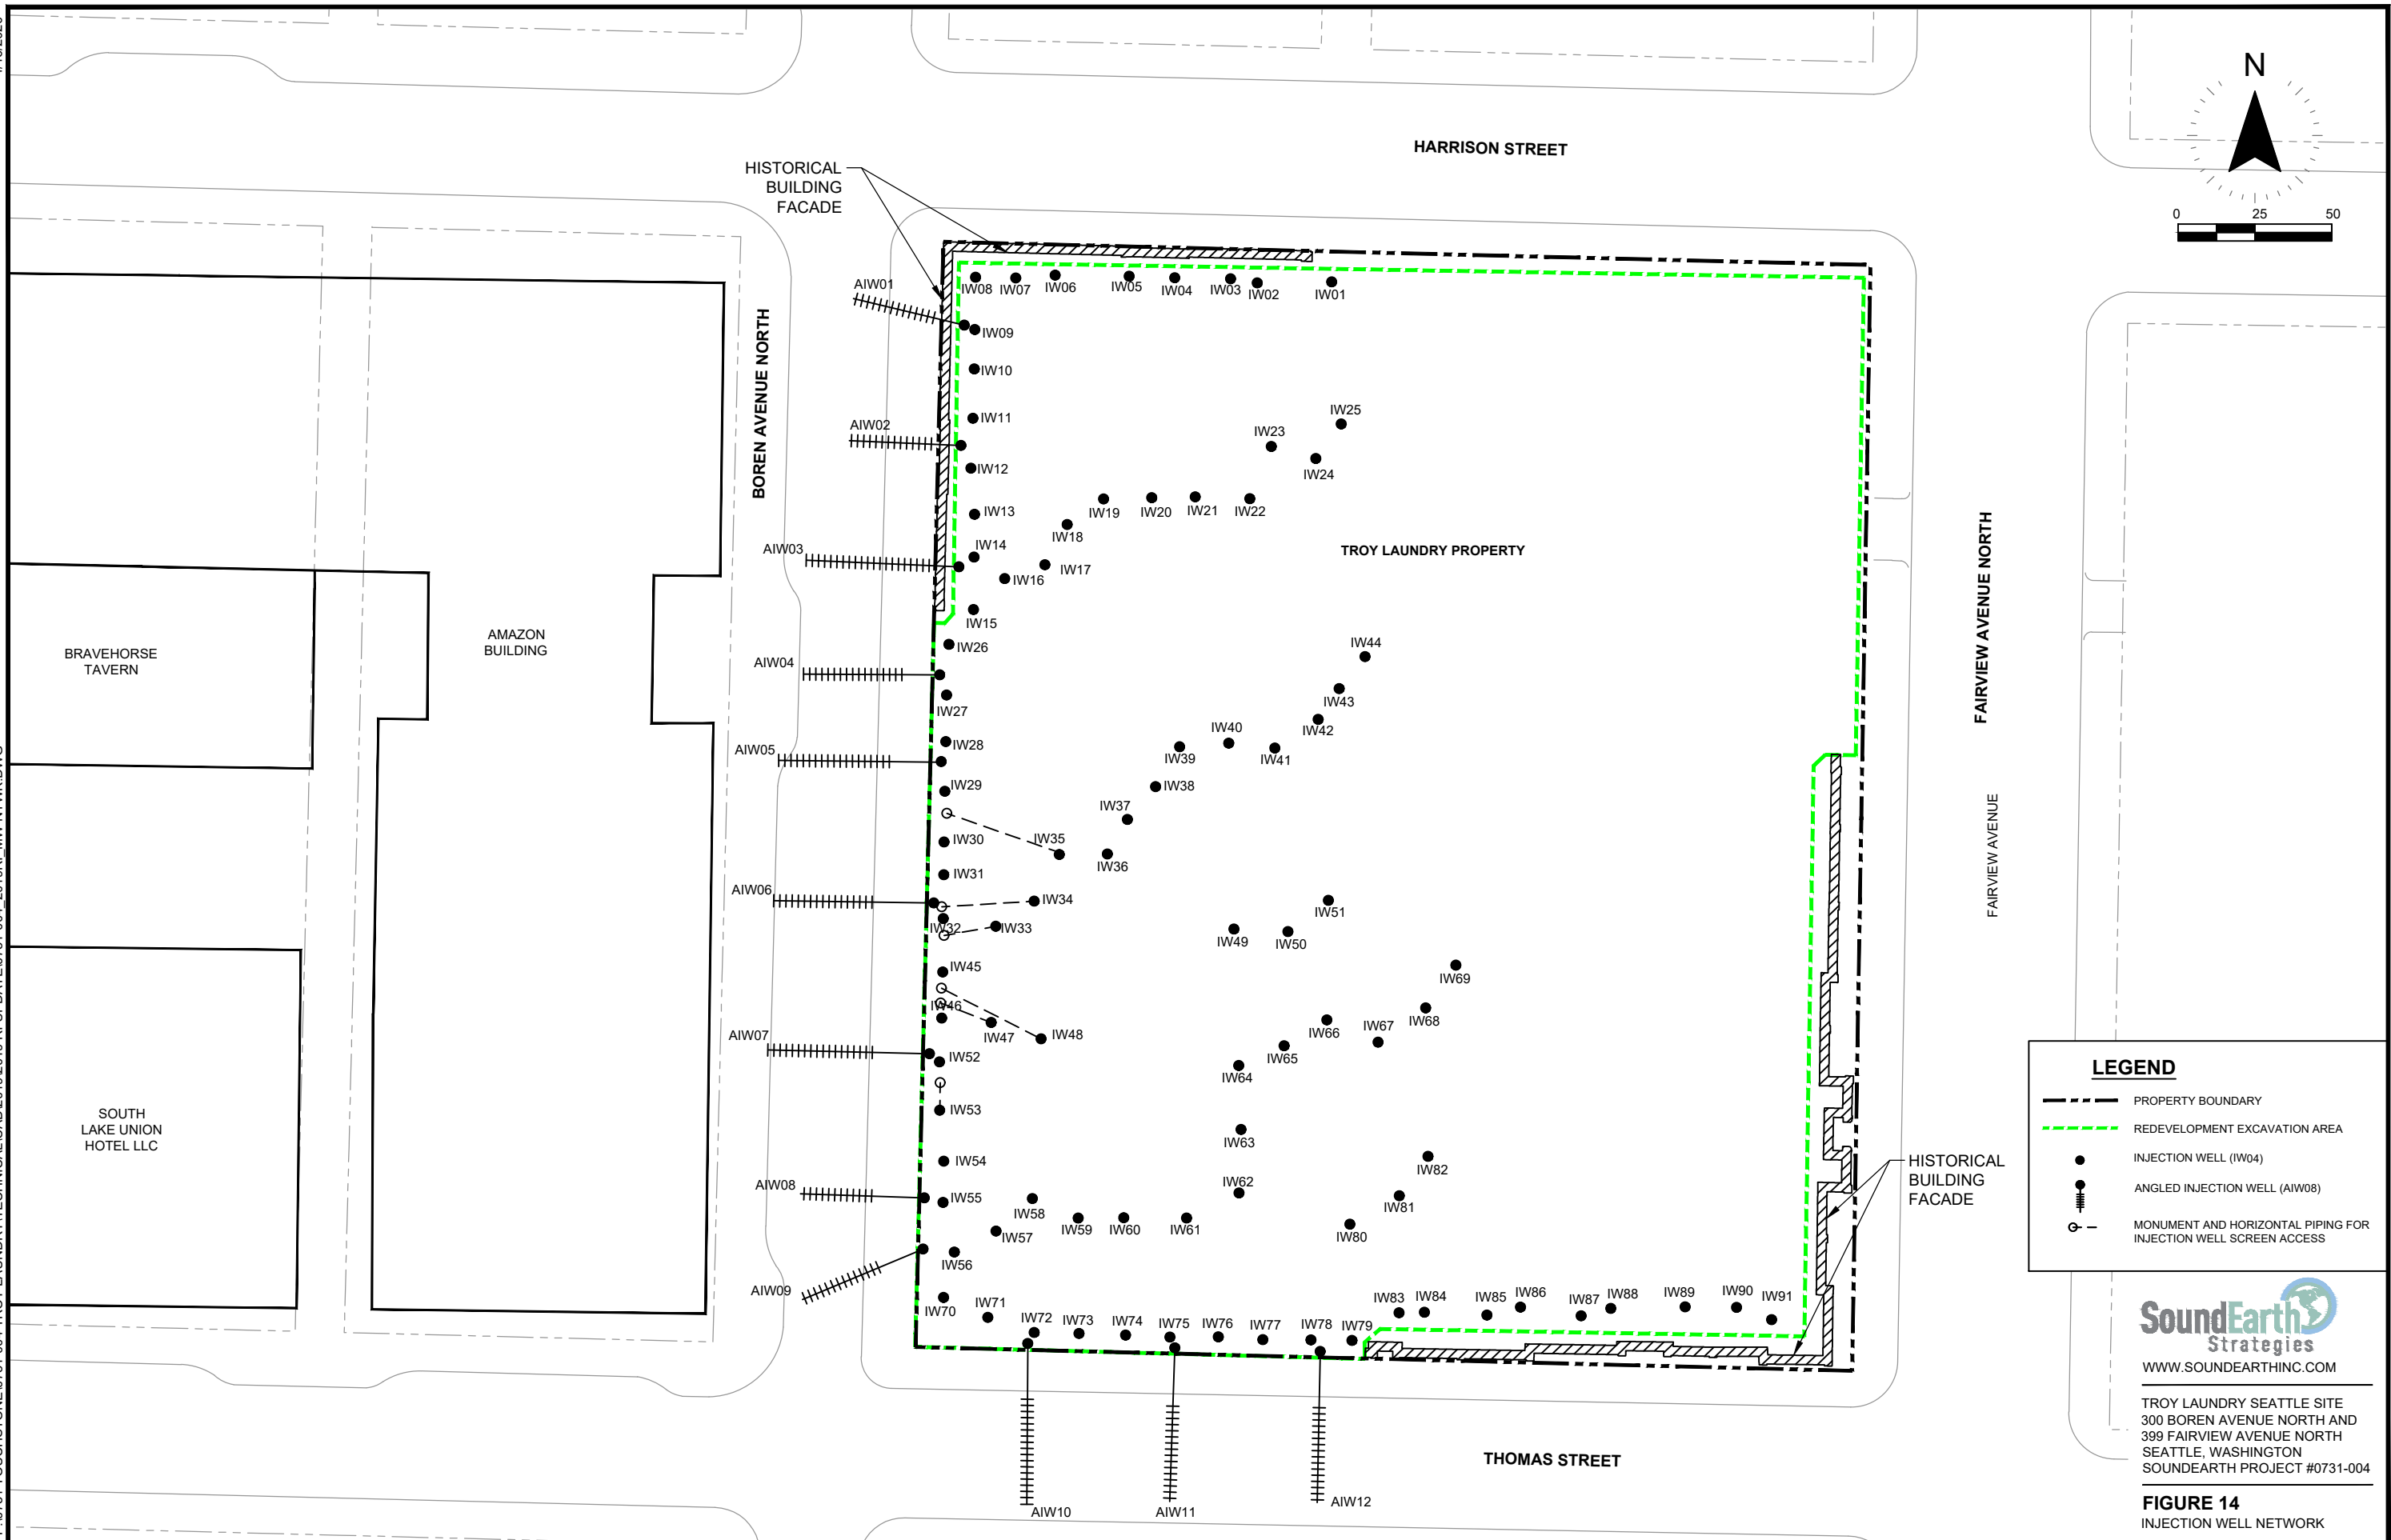 HARRISON STREET
N
0 25 50
HISTORICAL
BUILDING
FACADE
AIW01
IW08
IW07
IW06
IW05
IW04
IW03
IW02
IW01
IW09
BOREN AVENUE NORTH
IW10
AIW02
IW11
IW12
IW25
IW23
IW24
IW13
IW19
IW20
IW21
IW22
IW18
AIW03
IW14
IW16
IW17
TROY LAUNDRY PROPERTY
FAIRVIEW AVENUE NORTH
IW15
BRAVEHORSE
TAVERN
AMAZON
BUILDING
IW26
AIW04
IW44
IW27
IW43
IW42
AIW05
IW28
IW40
IW39
IW41
IW29
IW38
IW37
FAIRVIEW AVENUE
IW30
IW35
IW36
IW31
AIW06
IW34
IW32
IW33
IW51
IW49
IW50
IW45
IW69
IW46
IW47
IW48
IW68
IW66
IW67
AIW07
IW52
IW65
IW64
SOUTH
LAKE UNION
HOTEL LLC
IW53
IW63
IW54
IW82
AIW08
IW55
IW62
IW58
IW59
IW60
IW61
IW81
IW80
IW57
IW56
HISTORICAL
BUILDING
FACADE
AIW09
IW70
IW71
IW72
IW73
IW74
IW75
IW76
IW77
IW78
IW79
IW83
IW84
IW85
IW86
IW87
IW88
IW89
IW90
IW91
AIW10
AIW11
AIW12
THOMAS STREET
LEGEND
PROPERTY BOUNDARY
REDEVELOPMENT EXCAVATION AREA
INJECTION WELL (IW04)
ANGLED INJECTION WELL (AIW08)
MONUMENT AND HORIZONTAL PIPING FOR
INJECTION WELL SCREEN ACCESS
SoundEarth
Strategies
WWW.SOUNDEARTHINC.COM
TROY LAUNDRY SEATTLE SITE
300 BOREN AVENUE NORTH AND
399 FAIRVIEW AVENUE NORTH
SEATTLE, WASHINGTON
SOUNDEARTH PROJECT #0731-004
FIGURE 14
INJECTION WELL NETWORK